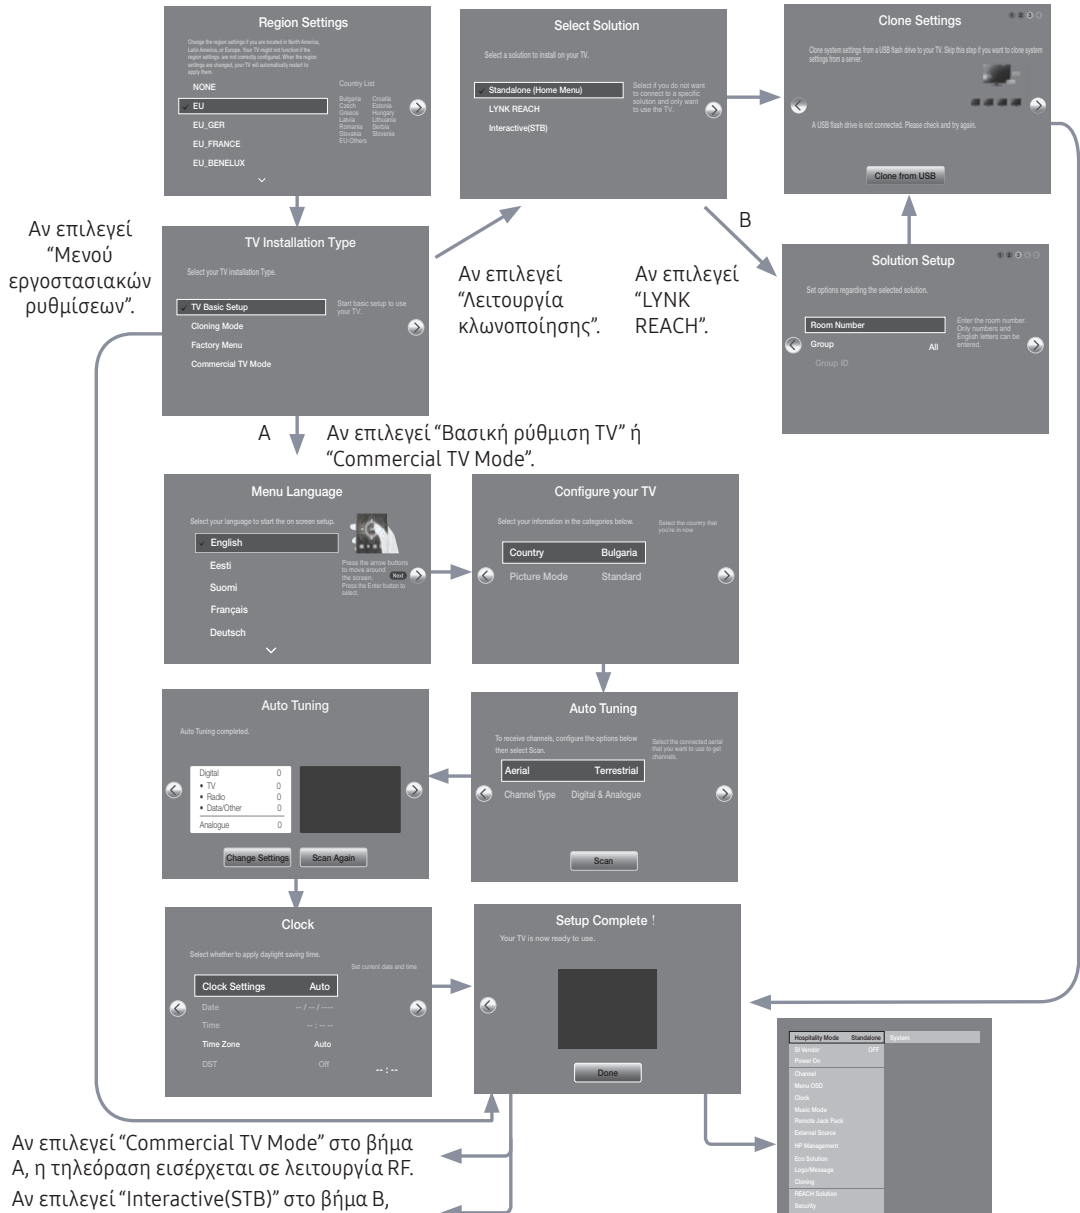 Region Settings
Change the region settings if you are located in North America,
Latin America, or Europe. Your TV might not function if the
region settings are not correctly configured. When the region
settings are changed, your TV will automatically restart to
apply them.
NONE
EU
EU_GER
EU_FRANCE
EU_BENELUX
Country List
Bulgaria Croatia
Czech Estonia
Greece Hungary
Latvia Lithuania
Romania Serbia
Slovakia Slovenia
EU Others
Select Solution
Select a solution to install on your TV.
Standalone (Home Menu)
LYNK REACH
Interactive(STB)
Select if you do not want
to connect to a specific
solution and only want
to use the TV.
Clone Settings
Clone system settings from a USB flash drive to your TV. Skip this step if you want to clone system
settings from a server.
A USB flash drive is not connected. Please check and try again.
Clone from USB
Αν επιλεγεί
“Μενού
εργοστασιακών
ρυθμίσεων”.
TV Installation Type
Select your TV installation Type.
TV Basic Setup
Cloning Mode
Factory Menu
Commercial TV Mode
Start basic setup to use
your TV.
Αν επιλεγεί
“Λειτουργία
κλωνοποίησης”.
B
Αν επιλεγεί
“LYNK
REACH”.
Solution Setup
Set options regarding the selected solution.
Room Number
Group All
Group ID
Enter the room number.
Only numbers and
English letters can be
entered.
A
Αν επιλεγεί “Βασική ρύθμιση TV” ή
“Commercial TV Mode”.
Menu Language
Select your language to start the on screen setup.
English
Eesti
Suomi
Français
Deutsch
Press the arrow buttons
to move around
the screen.
Press the Enter button to
select.
Next
Configure your TV
Select your infomation in the categories below.
Country Bulgaria
Picture Mode Standard
Select the country that
you're in now
Auto Tuning
Auto Tuning completed.
Digital 0
• TV 0
• Radio 0
• Data/Other 0
Analogue 0
Change Settings Scan Again
Auto Tuning
To receive channels, configure the options below
then select Scan.
Aerial Terrestrial
Channel Type Digital & Analogue
Select the connected aerial
that you want to use to get
channels.
Scan
Clock
Select whether to apply daylight saving time.
Set current date and time
Clock Settings Auto
Date -- / -- / ----
Time -- : -- --
Time Zone Auto
DST Off
-- : --
Setup Complete !
Your TV is now ready to use.
Done
Hospitality Mode Standalone System
SI Vendor OFF
Power On
Channel
Menu OSD
Clock
Music Mode
Remote Jack Pack
External Source
HP Management
Eco Solution
Logo/Message
Cloning
REACH Solution
Security
Αν επιλεγεί “Commercial TV Mode” στο βήμα
A, η τηλεόραση εισέρχεται σε λειτουργία RF.
Αν επιλεγεί “Interactive(STB)” στο βήμα B,